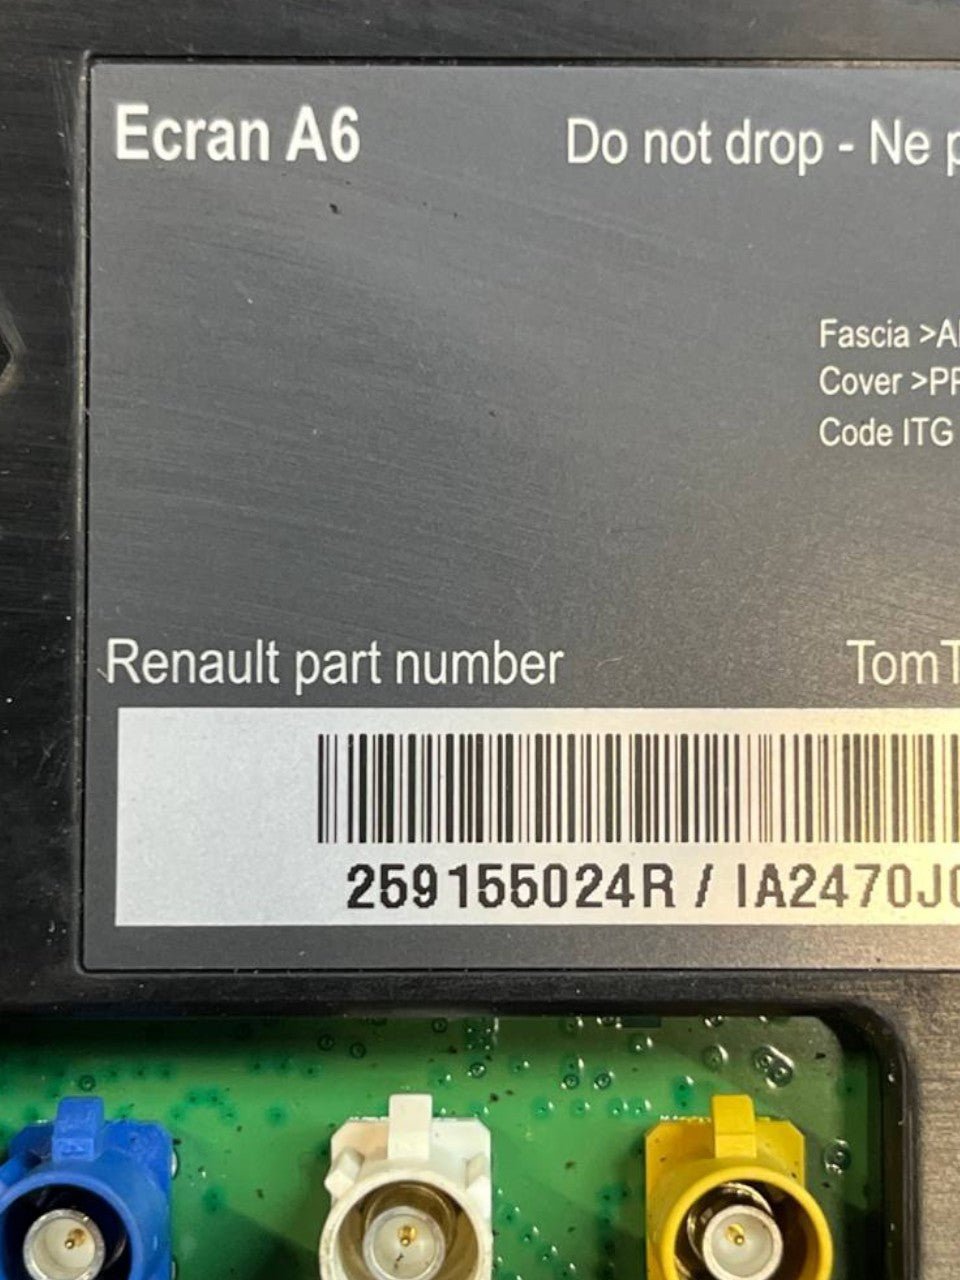 Ecran A6 Do not drop - Ne
Fascia
Cover
Code ITG
Renault part number
259155024R / IA2470J